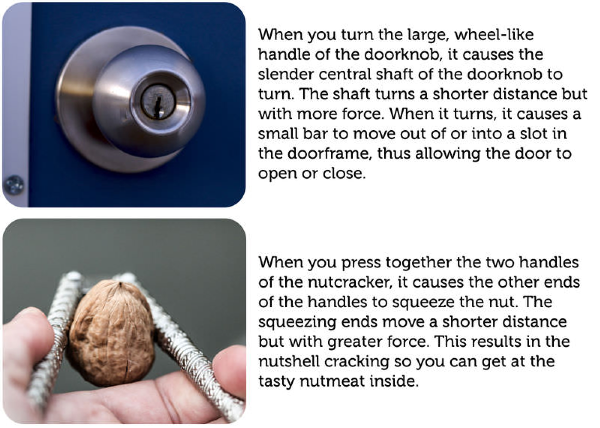 When you turn the large, wheel-like
handle of the doorknob, it causes the
slender central shaft of the doorknob to
turn. The shaft turns a shorter distance but
with more force. When it turns, it causes a
small bar to move out of or into a slot in
the doorframe, thus allowing the door to
open or close.
When you press together the two handles
of the nutcracker, it causes the other ends
of the handles to squeeze the nut. The
squeezing ends move a shorter distance
but with greater force. This results in the
nutshell cracking so you can get at the
tasty nutmeat inside.